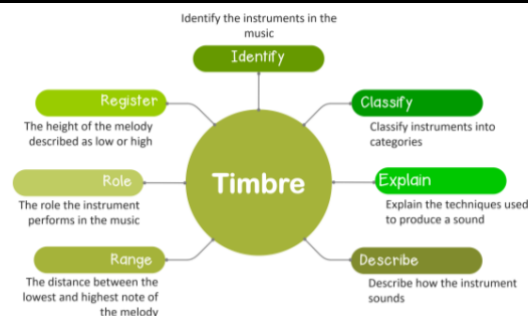 Identify the instruments in the
music
Identify
Register
The height of the melody
described as low or high
Classify
Classify instruments into
categories
Timbre
Role
The role the instrument
performs in the music
Explain
Explain the techniques used
to produce a sound
Range
The distance between the
lowest and highest note of
the melody
Describe
Describe how the instrument
sounds